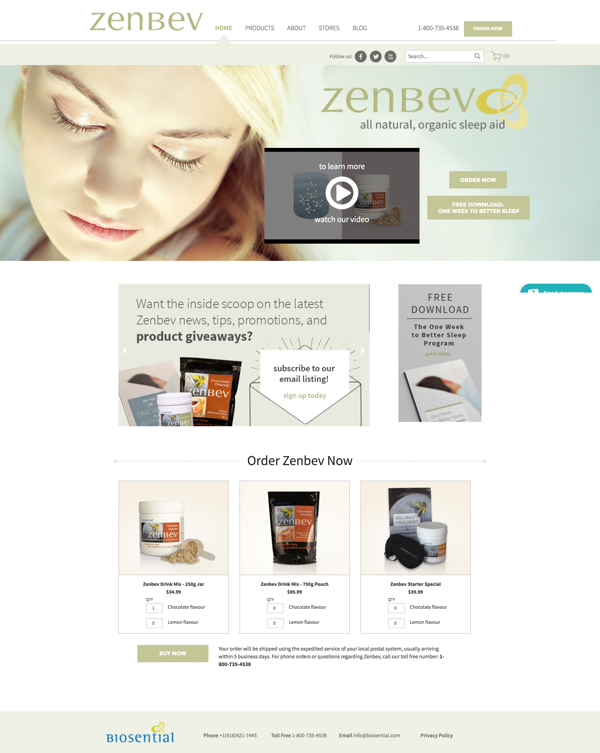 ZENBEV
HOME PRODUCTS ABOUT STORES BLOG 1-800-735-4538 ORDER NOW
Follow us: Search... (0)
ZENBEV
all natural, organic sleep aid
to learn more
watch our video
ORDER NOW
FREE DOWNLOAD:
ONE WEEK TO BETTER SLEEP
Want the inside scoop on the latest
Zenbev news, tips, promotions, and
product giveaways?
subscribe to our
email listing!
sign up today
ZENBEV
FREE
DOWNLOAD
The One Week
to Better Sleep
Program
get it today
Order Zenbev Now
ZENBEV
ZENBEV
Zenbev Drink Mix - 250g Jar
$34.99
QTY
1 Chocolate flavour
0 Lemon flavour
Zenbev Drink Mix - 750g Pouch
$89.99
QTY
0 Chocolate flavour
0 Lemon flavour
Zenbev Starter Special
$39.99
QTY
0 Chocolate flavour
0 Lemon flavour
BUY NOW
Your order will be shipped using the expedited service of your local postal system, usually arriving
within 5 business days. For phone orders or questions regarding Zenbev, call our toll free number: 1-
800-735-4538
BIOSENTIAL
Phone +1(416)421-7445 Toll Free 1-800-735-4538 Email info@biosential.com Privacy Policy